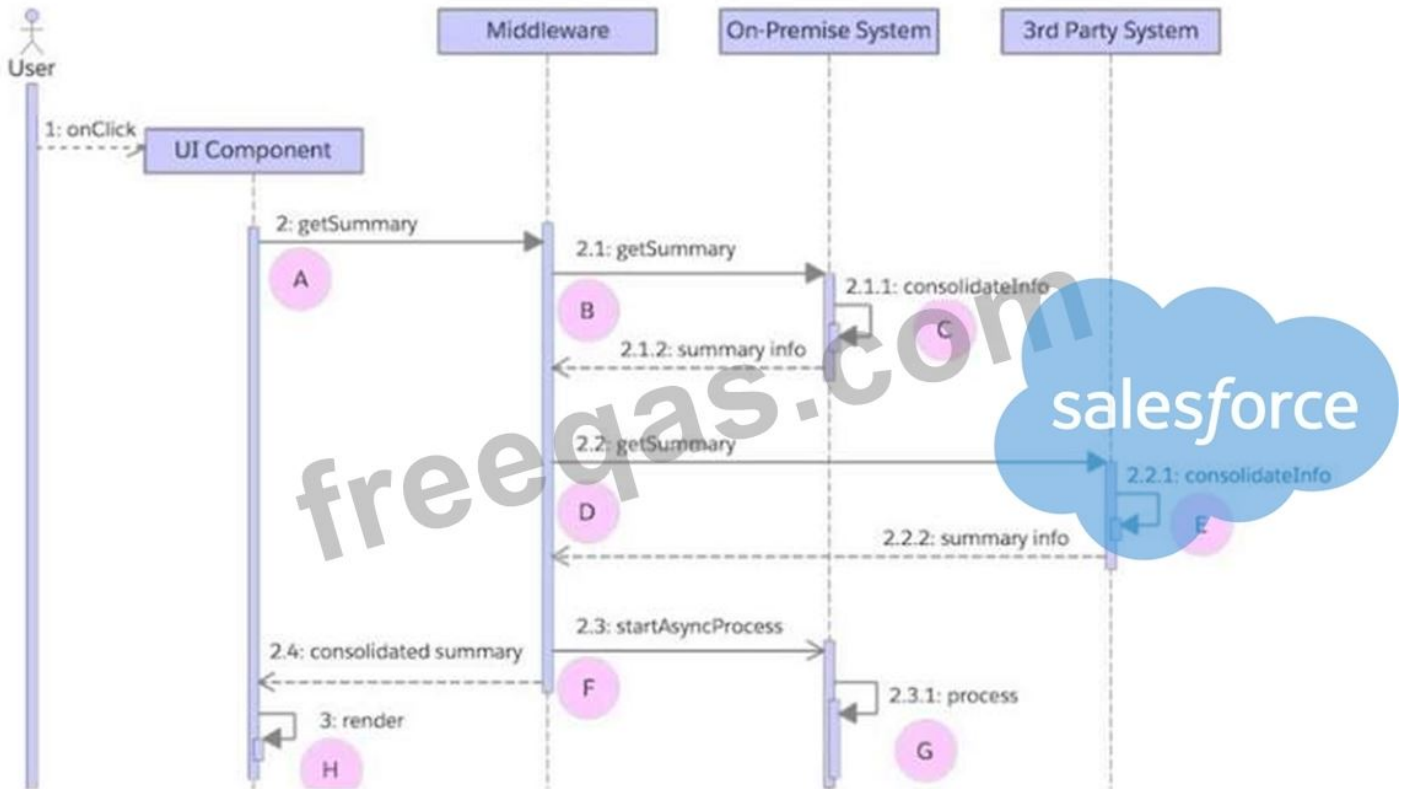 Middleware
On-Premise System
3rd Party System
User
1: onClick
UI Component
2: getSummary
A
2.1: getSummary
B
2.1.1: consolidateInfo
C
2.1.2: summary info
freeqas.com
salesforce
2.2: getSummary
D
2.2.1: consolidateInfo
E
2.2.2: summary info
2.3: startAsyncProcess
2.4: consolidated summary
F
2.3.1: process
G
3: render
H